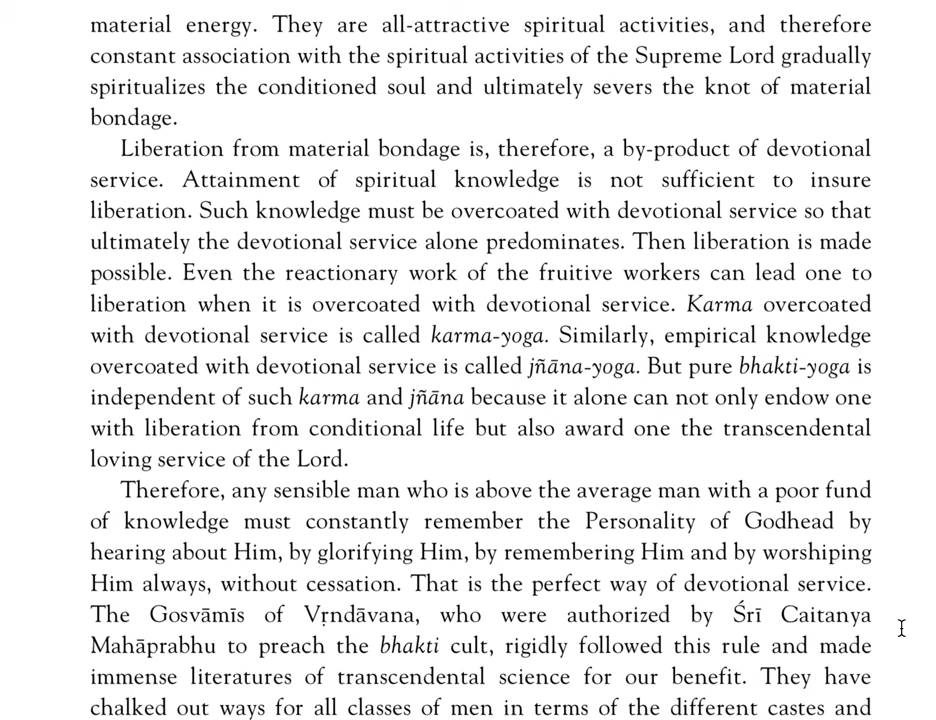 material energy. They are all-attractive spiritual activities, and therefore
constant association with the spiritual activities of the Supreme Lord gradually
spiritualizes the conditioned soul and ultimately severs the knot of material
bondage.
Liberation from material bondage is, therefore, a by-product of devotional
service. Attainment of spiritual knowledge is not sufficient to insure
liberation. Such knowledge must be overcoated with devotional service so that
ultimately the devotional service alone predominates. Then liberation is made
possible. Even the reactionary work of the fruitive workers can lead one to
liberation when it is overcoated with devotional service. Karma overcoated
with devotional service is called karma-yoga. Similarly, empirical knowledge
overcoated with devotional service is called jñāna-yoga. But pure bhakti-yoga is
independent of such karma and jñāna because it alone can not only endow one
with liberation from conditional life but also award one the transcendental
loving service of the Lord.
Therefore, any sensible man who is above the average man with a poor fund
of knowledge must constantly remember the Personality of Godhead by
hearing about Him, by glorifying Him, by remembering Him and by worshiping
Him always, without cessation. That is the perfect way of devotional service.
The Gosvāmīs of Vṛndāvana, who were authorized by Śrī Caitanya
Mahāprabhu to preach the bhakti cult, rigidly followed this rule and made
immense literatures of transcendental science for our benefit. They have
chalked out ways for all classes of men in terms of the different castes and